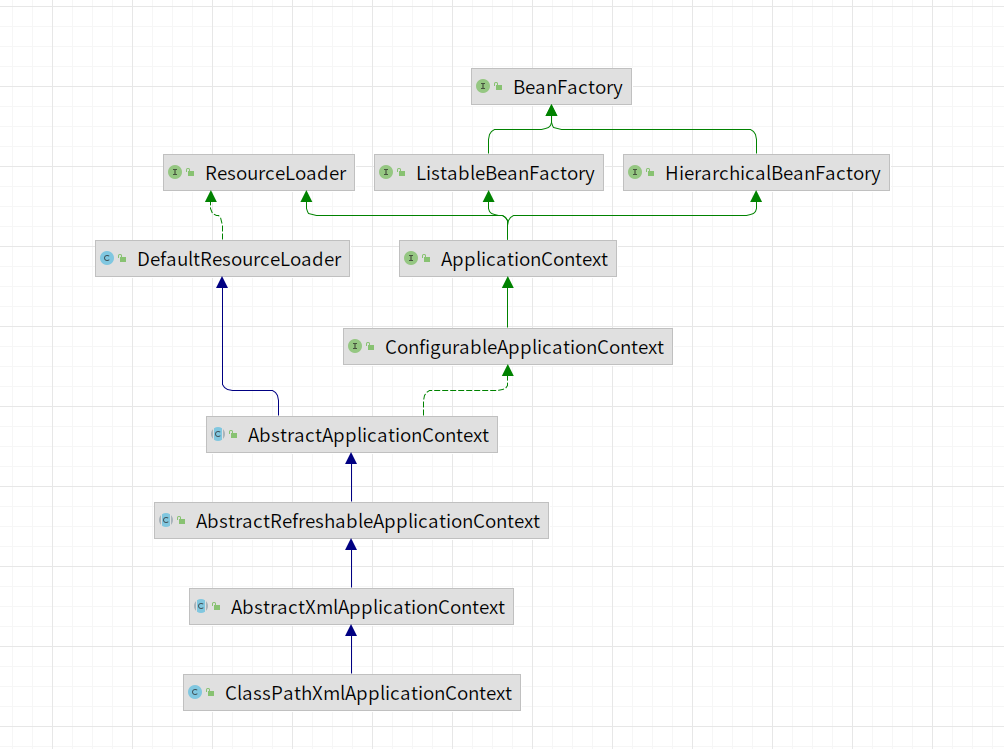 BeanFactory
ResourceLoader
ListableBeanFactory
HierarchicalBeanFactory
DefaultResourceLoader
ApplicationContext
ConfigurableApplicationContext
AbstractApplicationContext
AbstractRefreshableApplicationContext
AbstractXmlApplicationContext
ClassPathXmlApplicationContext